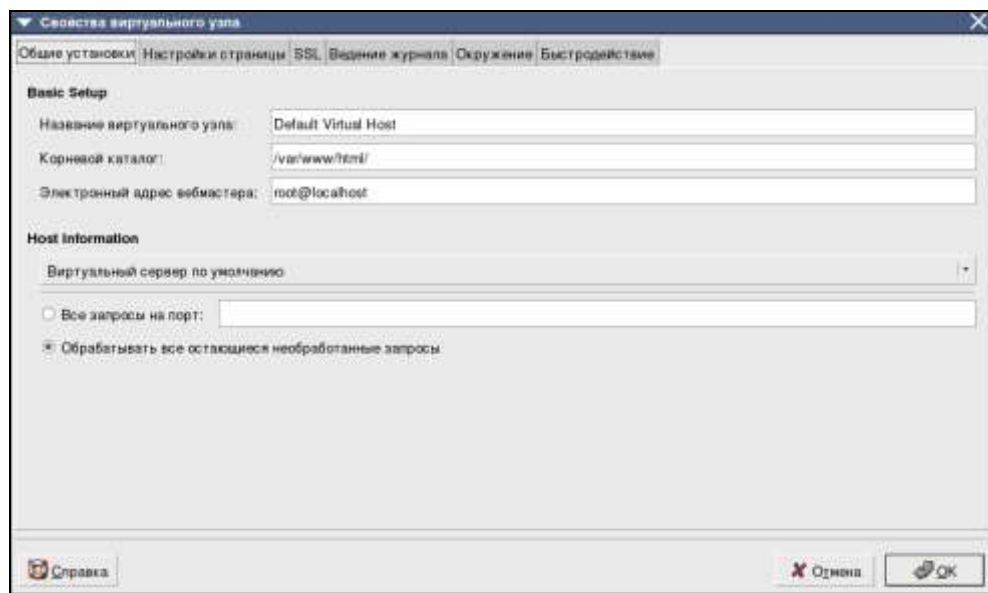 Свойства виртуального узла
Общие установки Настройки страницы SSL Ведение журнала Окружение Быстродействие
Basic Setup
Название виртуального узла: Default Virtual Host
Корневой каталог: /var/www/html/
Электронный адрес вебмастера: root@localhost
Host Information
Виртуальный сервер по умолчанию
Все запросы на порт:
Обрабатывать все остающиеся необработанные запросы
Справка Отмена OK